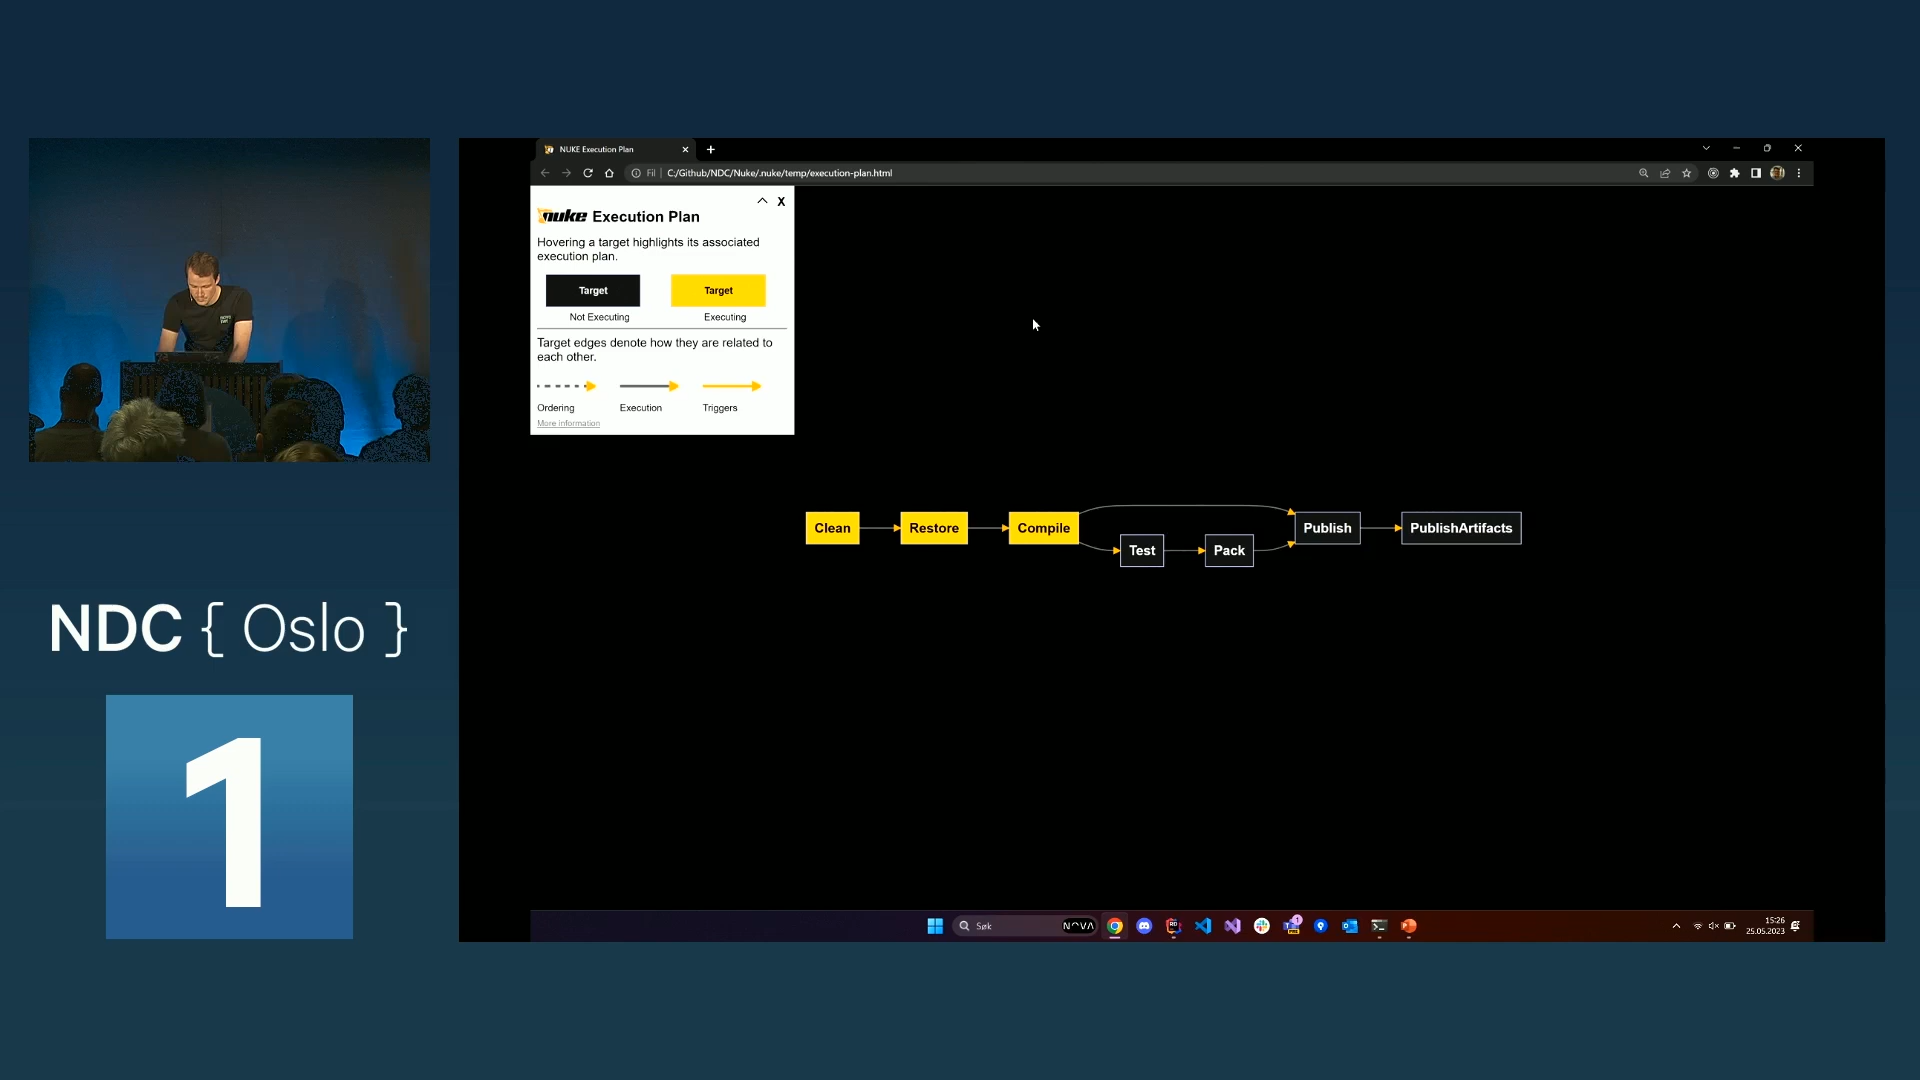 NUKE Execution Plan
Fil
C:/Github/NDC/Nuke/.nuke/temp/execution-plan.html
X
nuke Execution Plan
Hovering a target highlights its associated
execution plan.
Target
Target
Not Executing
Executing
Target edges denote how they are related to
each other.
Ordering
Execution
Triggers
More information
Clean
Restore
Compile
Test
Pack
Publish
PublishArtifacts
NDC { Oslo }
1
Søk
15:26
25.05.2023